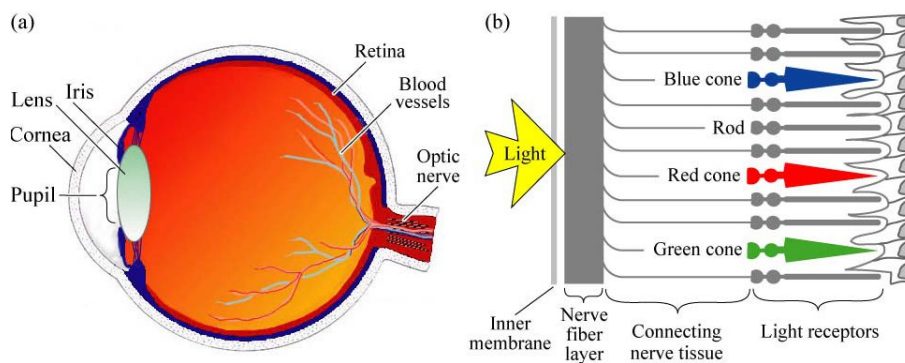 (a)
Retina
Blood
vessels
Iris
Lens
Cornea
Optic
nerve
Pupil
(b)
Blue cone
Rod
Light
Red cone
Green cone
Inner
membrane
Nerve
fiber
layer
Connecting
nerve tissue
Light receptors